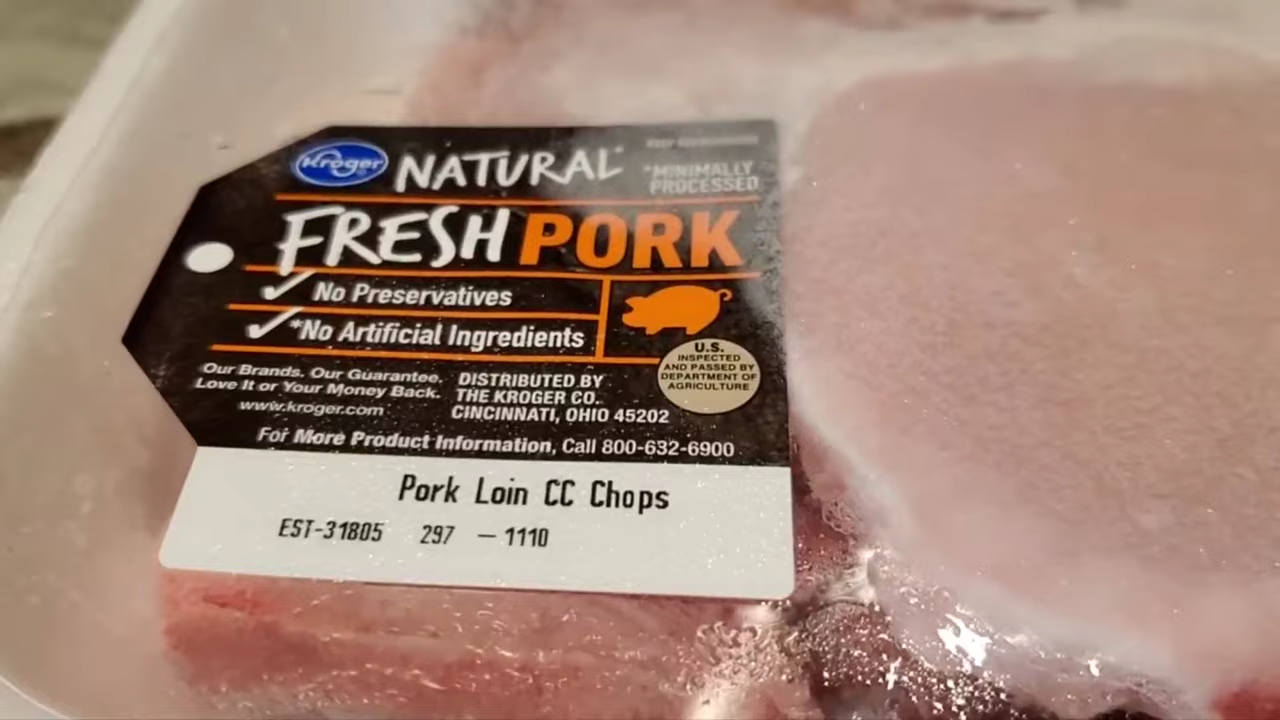 Kroger NATURAL*
*MINIMALLY
PROCESSED
FRESH PORK
No Preservatives
*No Artificial Ingredients
Our Brands. Our Guarantee.
Love It or Your Money Back.
www.kroger.com
DISTRIBUTED BY
THE KROGER CO.
CINCINNATI, OHIO 45202
U.S.
INSPECTED
AND PASSED BY
DEPARTMENT OF
AGRICULTURE
For More Product Information, Call 800-632-6900
Pork Loin CC Chops
EST-31805 297 - 1110